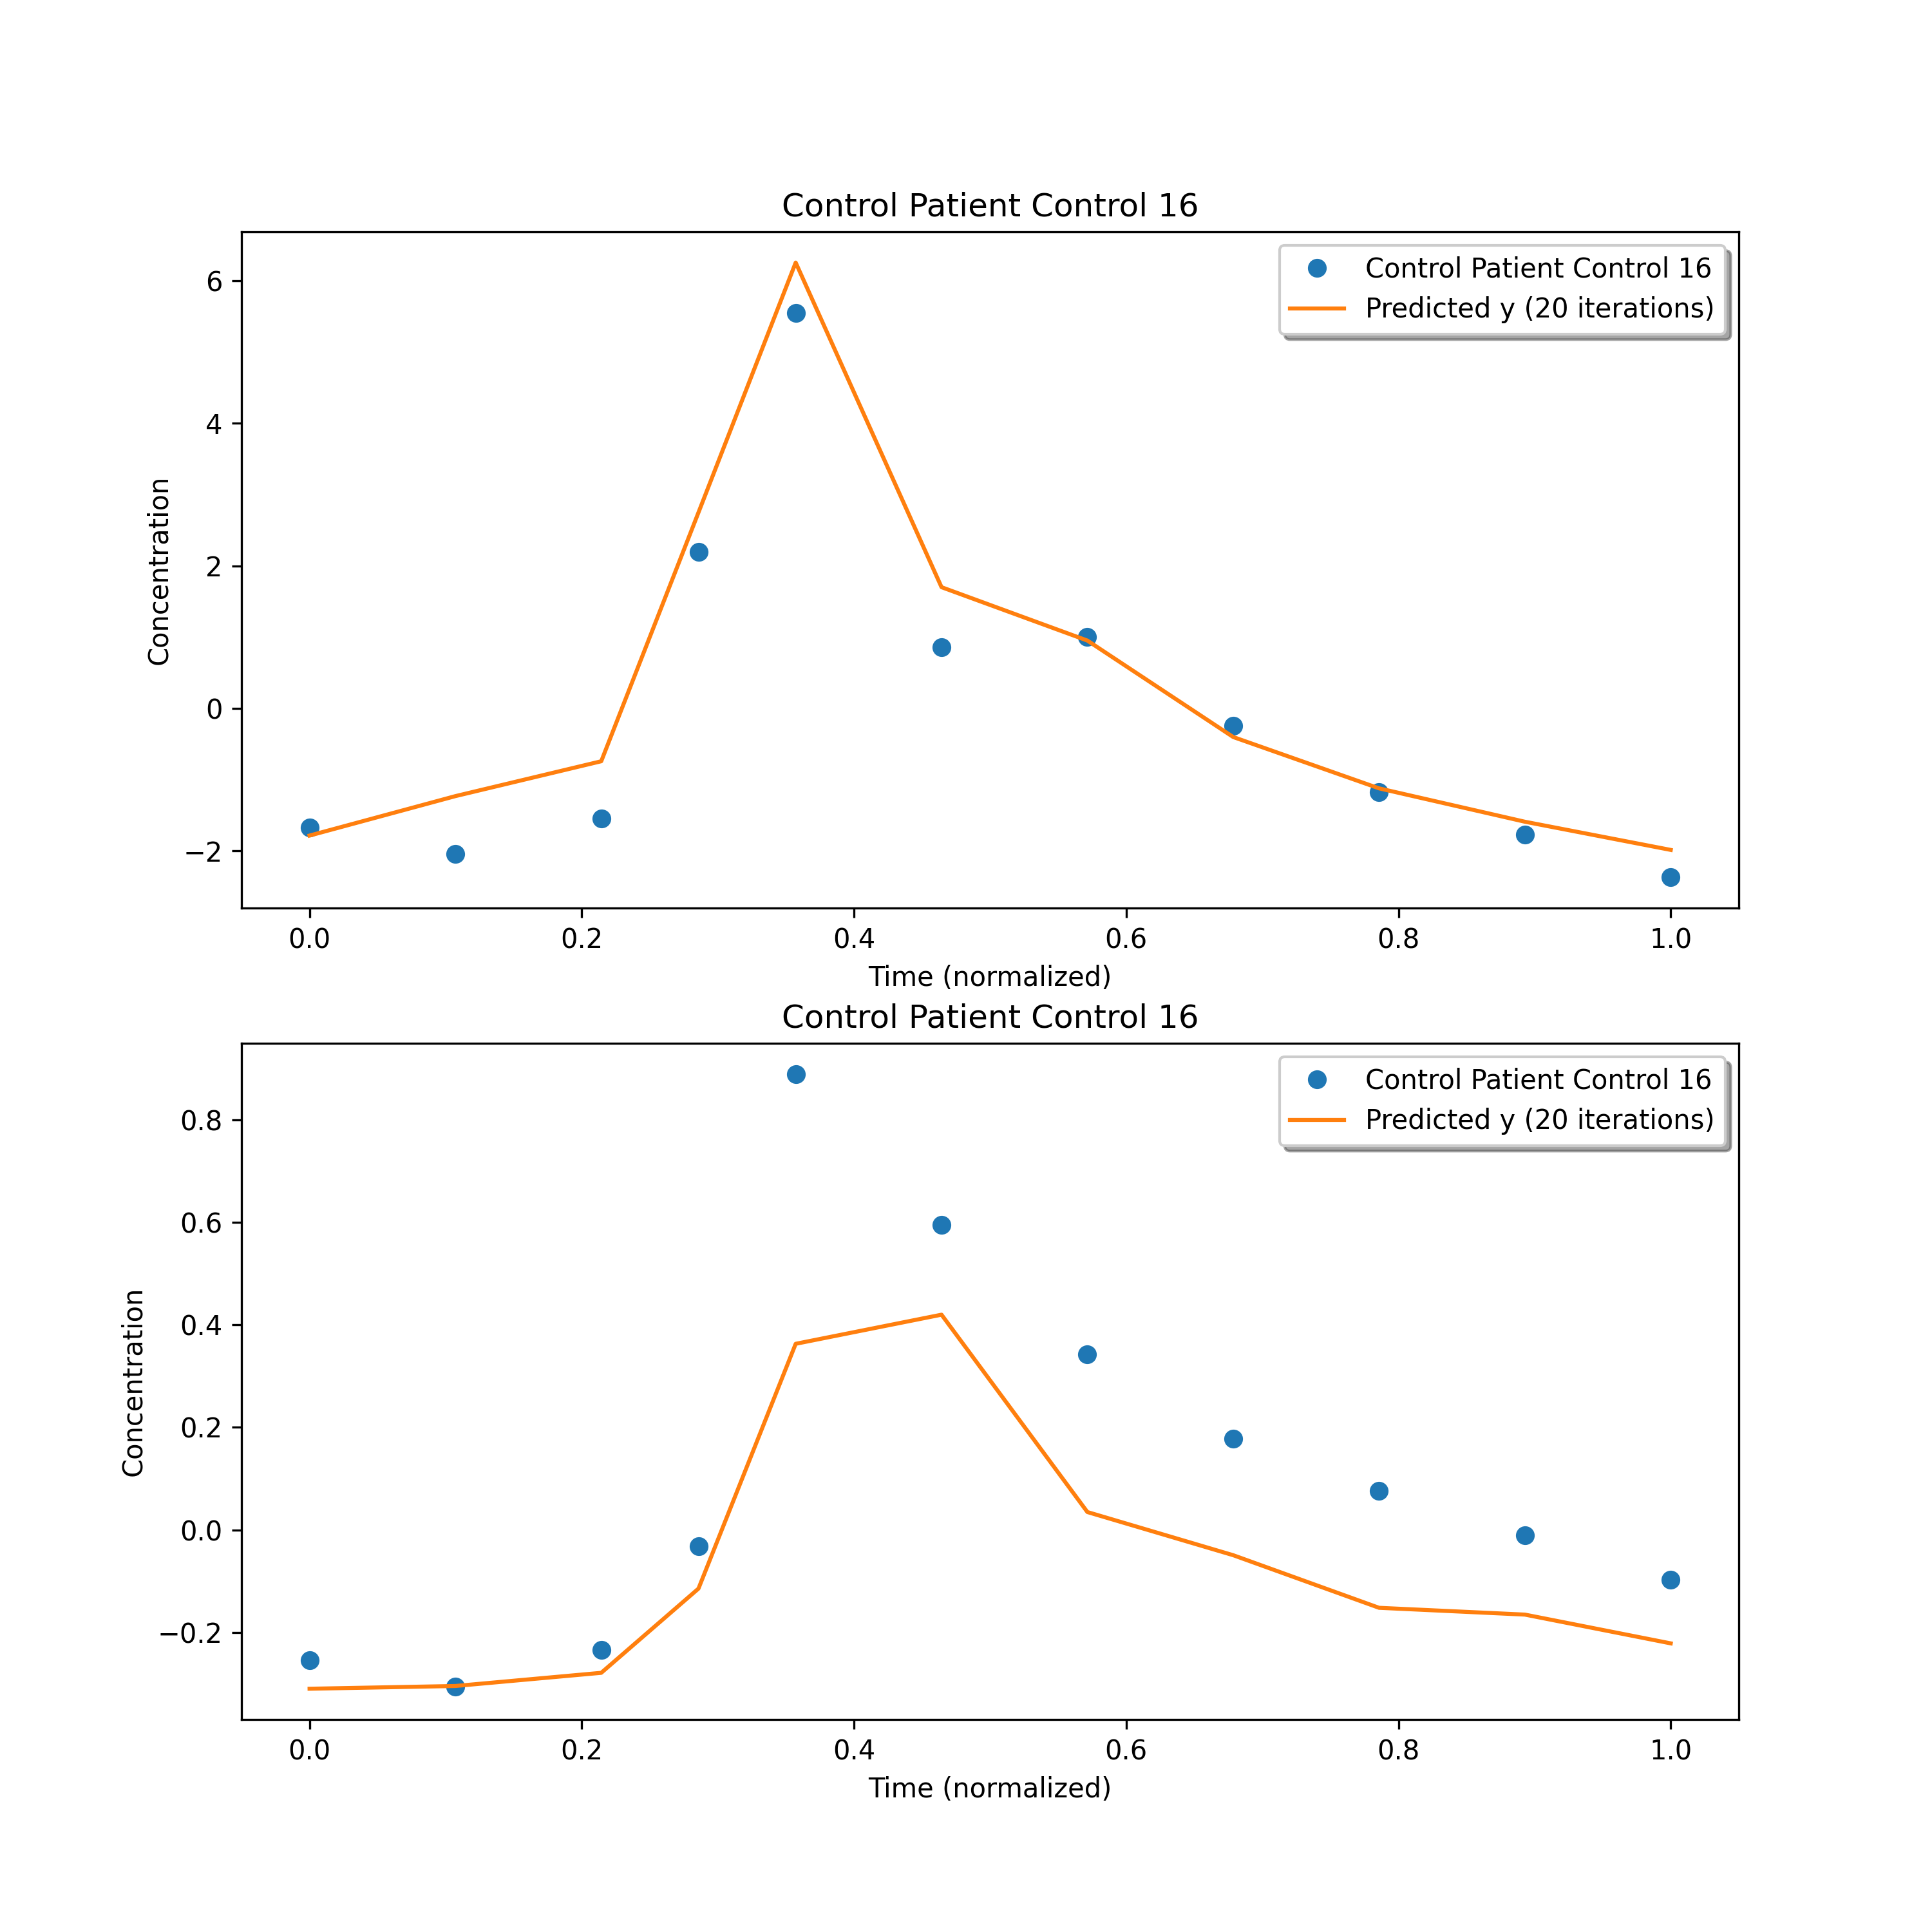 Control Patient Control 16
Control Patient Control 16
Predicted y (20 iterations)
6
4
2
0
−2
Concentration
0.0 0.2 0.4 0.6 0.8 1.0
Time (normalized)
Control Patient Control 16
Control Patient Control 16
Predicted y (20 iterations)
0.8
0.6
0.4
0.2
0.0
−0.2
Concentration
0.0 0.2 0.4 0.6 0.8 1.0
Time (normalized)